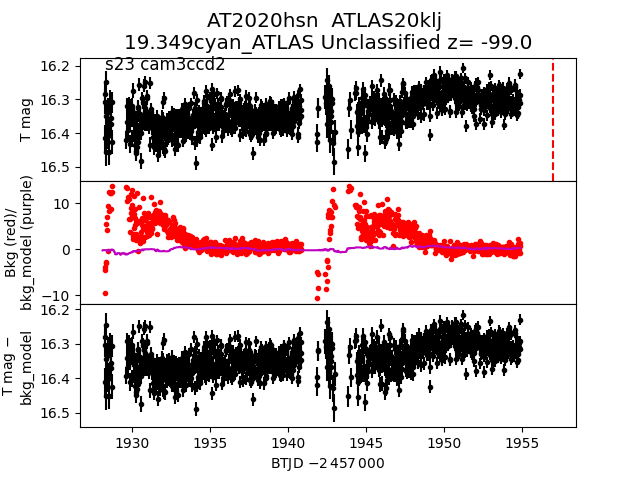 AT2020hsn  ATLAS20klj
19.349cyan_ATLAS Unclassified z= -99.0
s23 cam3ccd2
16.2
16.3
16.4
16.5
T mag
10
0
−10
Bkg (red)/
bkg_model (purple)
16.2
16.3
16.4
16.5
T mag −
bkg_model
1930 1935 1940 1945 1950 1955
BTJD −2 457 000